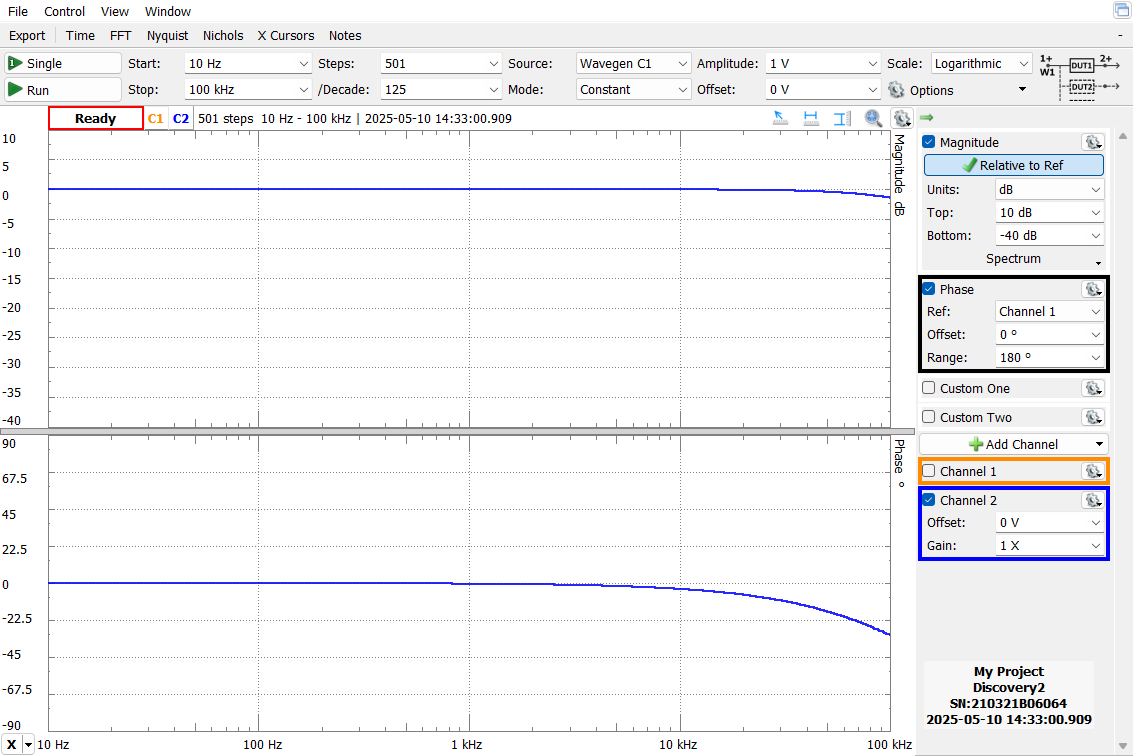 File Control View Window
Export Time FFT Nyquist Nichols X Cursors Notes -
1 Single Start: 10 Hz Steps: 501 Source: Wavegen C1 Amplitude: 1 V Scale: Logarithmic
Run Stop: 100 kHz /Decade: 125 Mode: Constant Offset: 0 V Options
1+ DUT1 2+
W1
DUT2
Ready C1 C2 501 steps 10 Hz - 100 kHz | 2025-05-10 14:33:00.909
Magnitude dB
10
5
0
-5
-10
-15
-20
-25
-30
-35
-40
Phase °
90
67.5
45
22.5
0
-22.5
-45
-67.5
-90
X 10 Hz 100 Hz 1 kHz 10 kHz 100 kHz
Magnitude
Relative to Ref
Units: dB
Top: 10 dB
Bottom: -40 dB
Spectrum
Phase
Ref: Channel 1
Offset: 0 °
Range: 180 °
Custom One
Custom Two
Add Channel
Channel 1
Channel 2
Offset: 0 V
Gain: 1 X
My Project
Discovery2
SN:210321B06064
2025-05-10 14:33:00.909